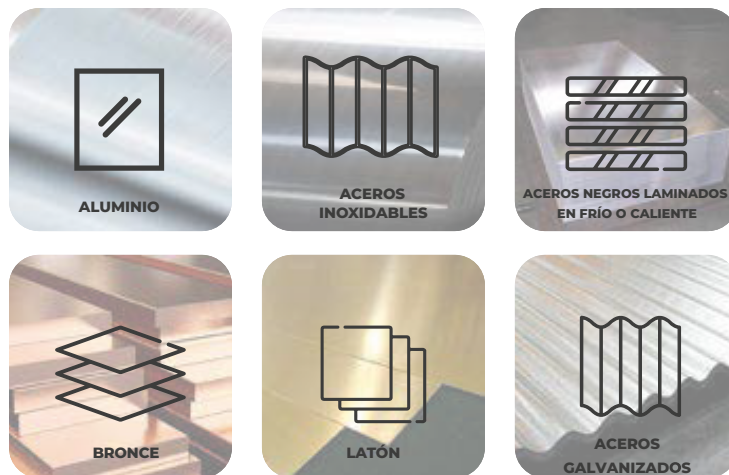 ALUMINIO
ACEROS
INOXIDABLES
ACEROS NEGROS LAMINADOS
EN FRÍO O CALIENTE
BRONCE
LATÓN
ACEROS
GALVANIZADOS